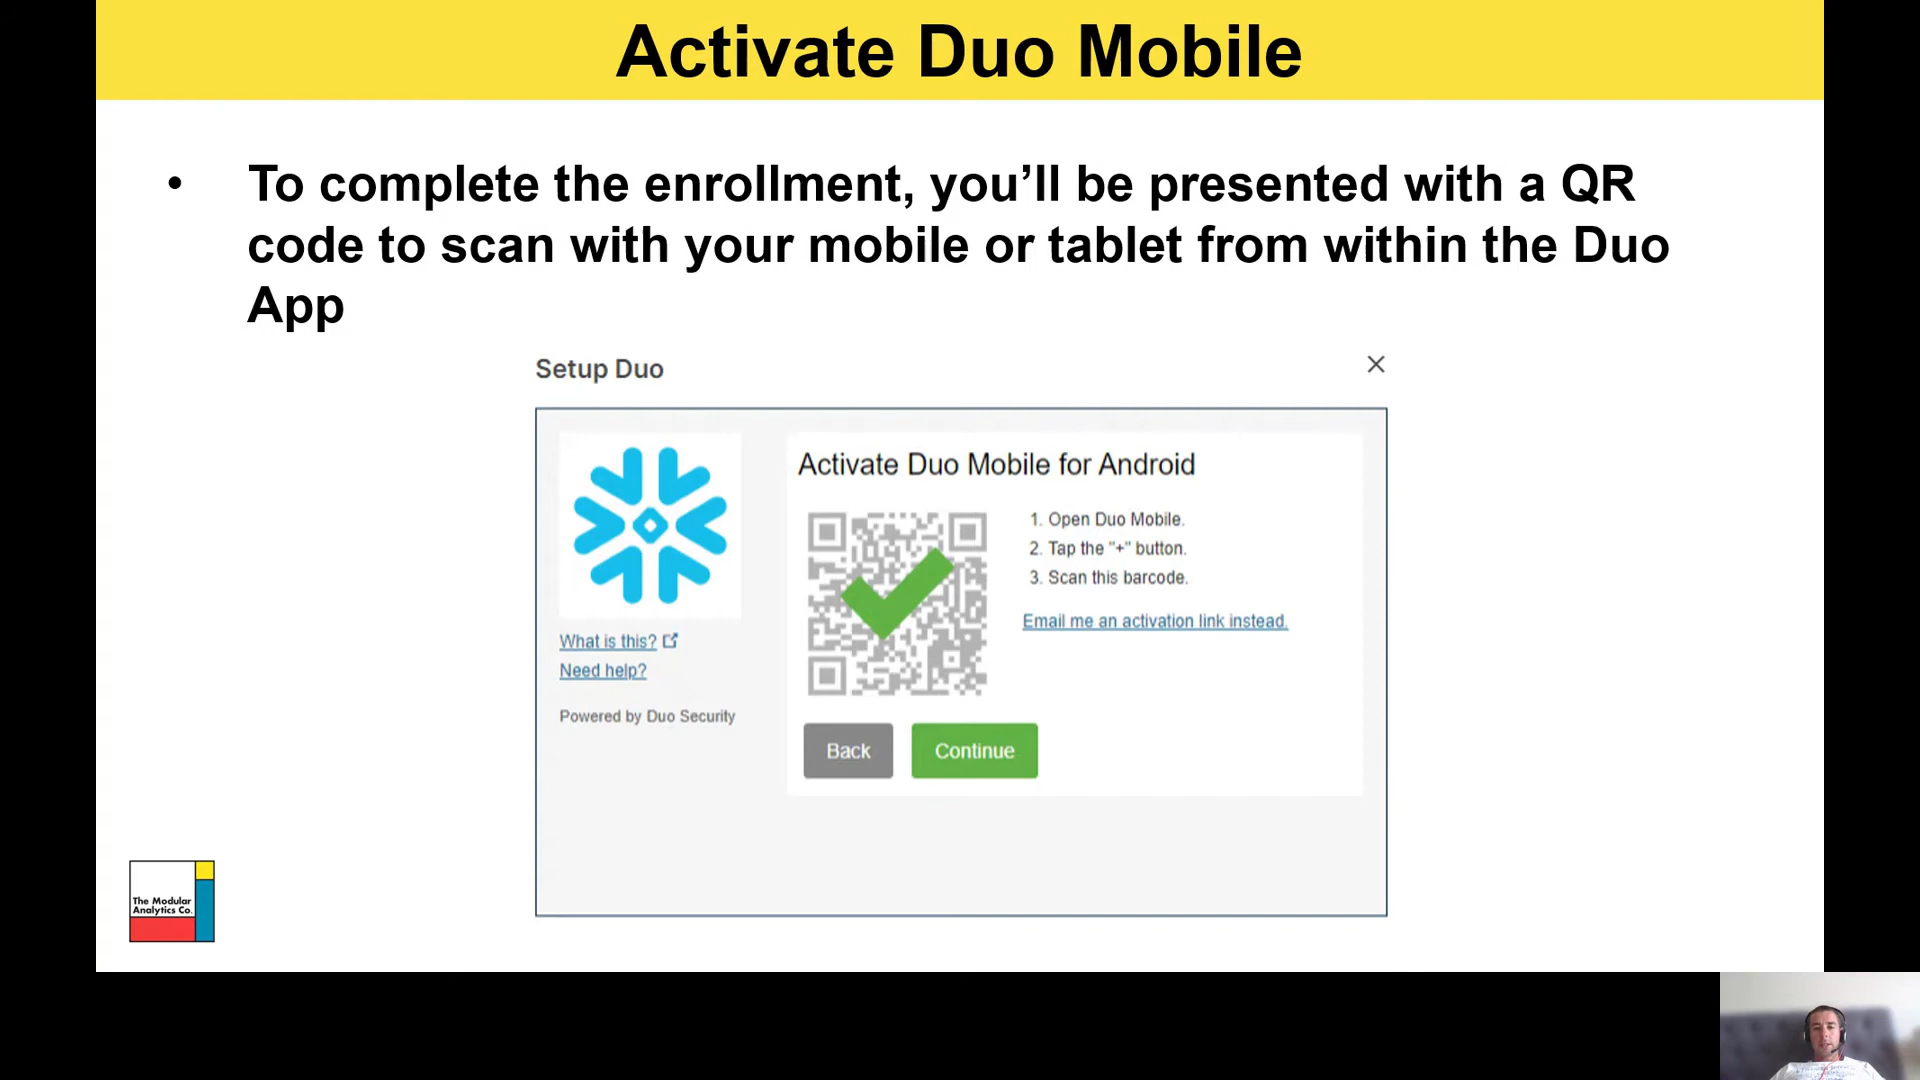 Activate Duo Mobile
• To complete the enrollment, you’ll be presented with a QR
code to scan with your mobile or tablet from within the Duo
App
Setup Duo
Activate Duo Mobile for Android
1. Open Duo Mobile.
2. Tap the "+" button.
3. Scan this barcode.
Email me an activation link instead.
What is this?
Need help?
Powered by Duo Security
Back
Continue
The Modular
Analytics Co.